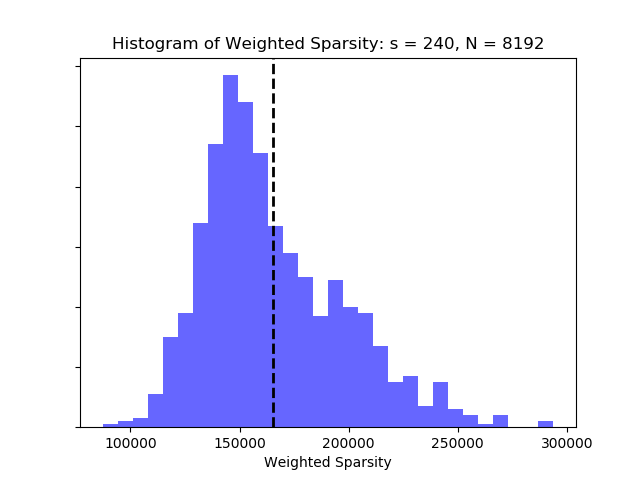 Histogram of Weighted Sparsity: s = 240, N = 8192
100000 150000 200000 250000 300000
Weighted Sparsity